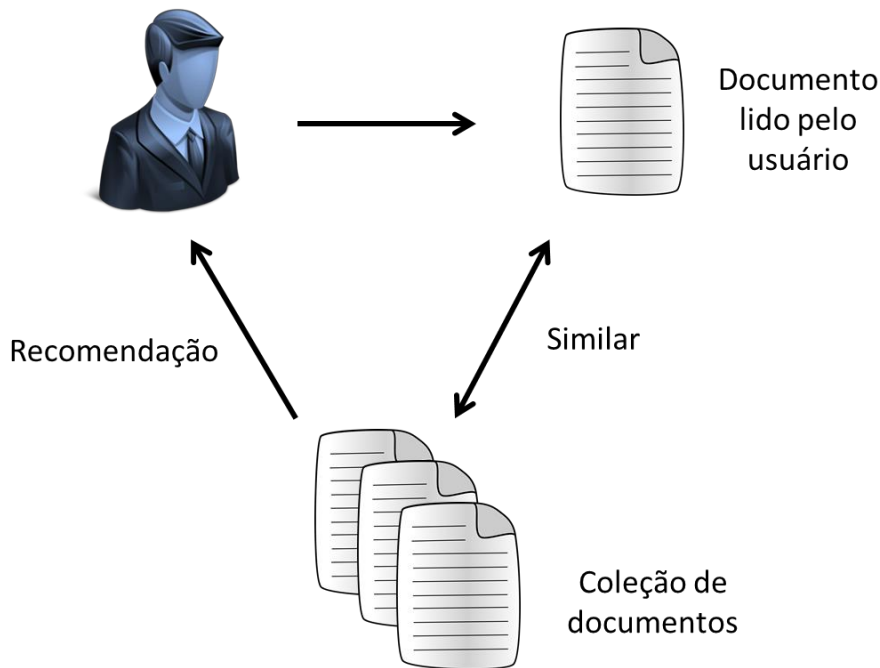 Documento
lido pelo
usuário
Recomendação
Similar
Coleção de
documentos